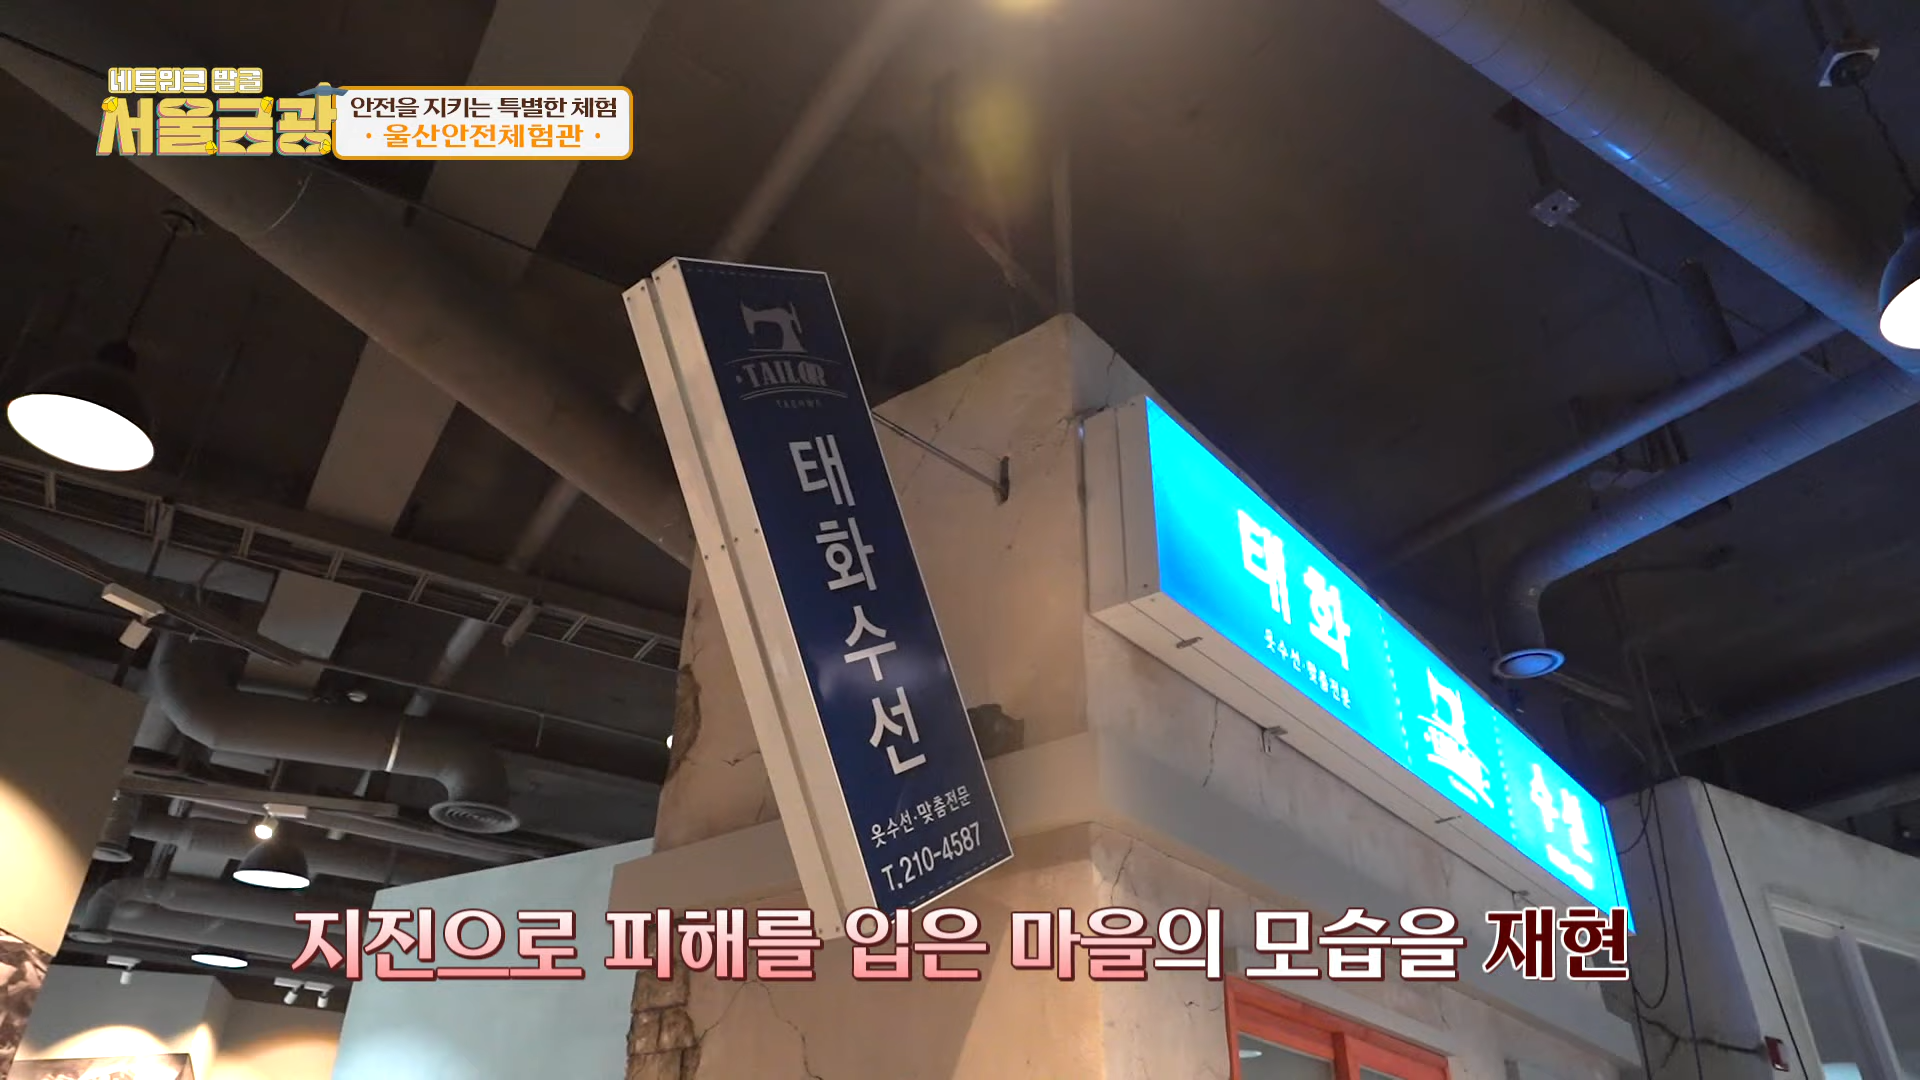 네트워크 발굴
서울금광
안전을 지키는 특별한 체험
· 울산안전체험관 ·
TAILOR
TAEHWA
태화수선
옷수선·맞춤전문
T.210-4587
태화
옷수선·맞춤전문
수선
지진으로 피해를 입은 마을의 모습을 재현